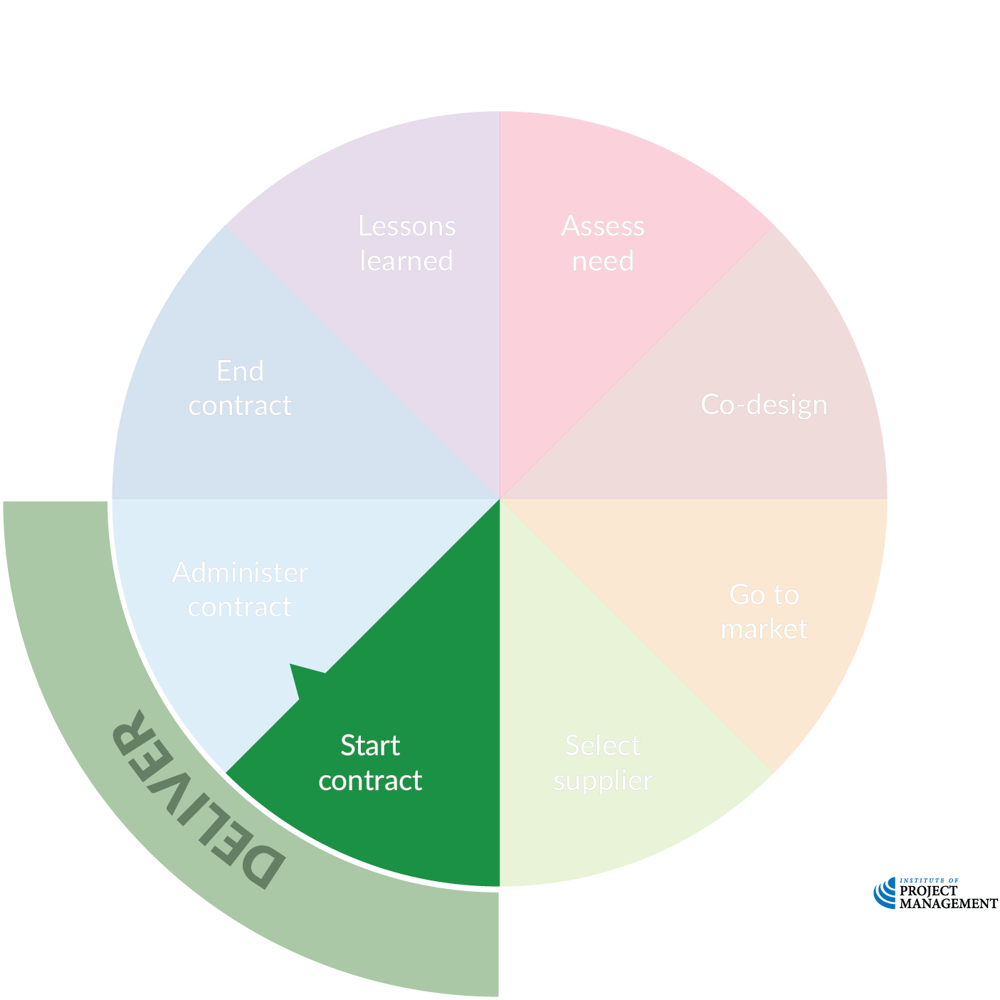 Lessons
learned
Assess
need
End
contract
Co-design
Administer
contract
Go to
market
Start
contract
Select
supplier
DELIVER
INSTITUTE OF
PROJECT
MANAGEMENT